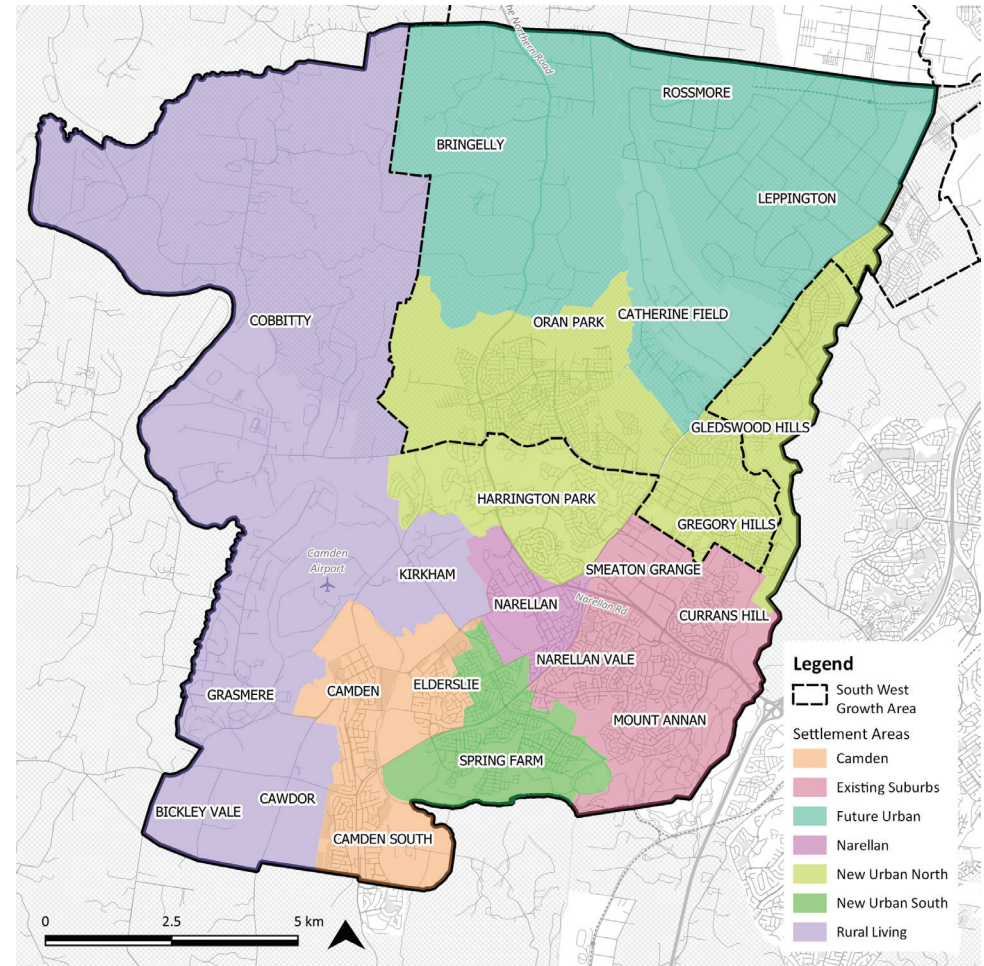 The Northern Road
ROSSMORE
BRINGELLY
LEPPINGTON
COBBITTY
ORAN PARK
CATHERINE FIELD
GLEDSWOOD HILLS
HARRINGTON PARK
GREGORY HILLS
Camden
Airport
KIRKHAM
SMEATON GRANGE
NARELLAN
Narellan Rd
CURRANS HILL
NARELLAN VALE
GRASMERE
CAMDEN
ELDERSLIE
MOUNT ANNAN
SPRING FARM
BICKLEY VALE
CAWDOR
CAMDEN SOUTH
Legend
South West
Growth Area
Settlement Areas
Camden
Existing Suburbs
Future Urban
Narellan
New Urban North
New Urban South
Rural Living
0 2.5 5 km